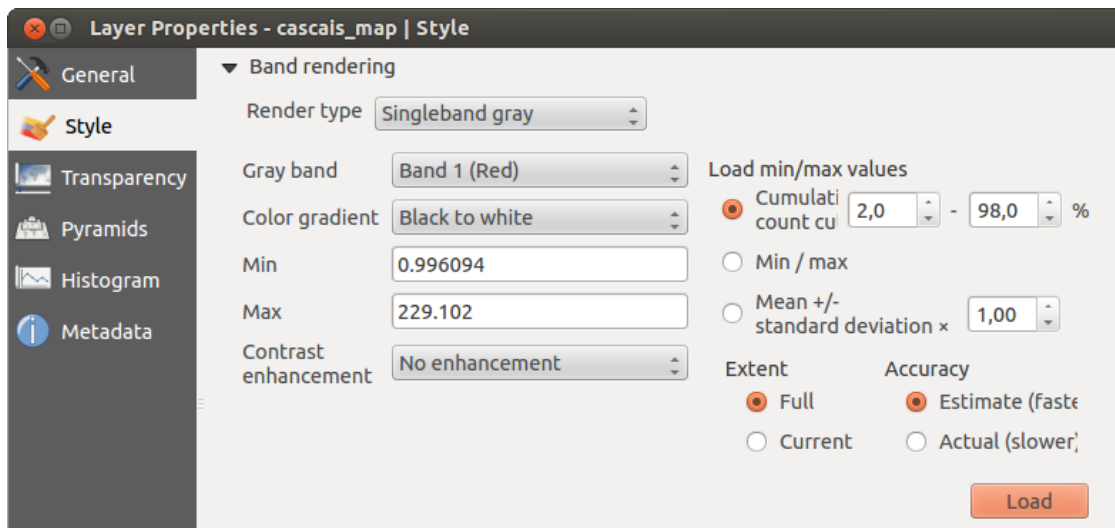 Layer Properties - cascais_map | Style
General
Style
Transparency
Pyramids
Histogram
Metadata
Band rendering
Render type Singleband gray
Gray band Band 1 (Red)
Color gradient Black to white
Min 0.996094
Max 229.102
Contrast
enhancement No enhancement
Load min/max values
Cumulati
count cu 2,0 - 98,0 %
Min / max
Mean +/-
standard deviation × 1,00
Extent Accuracy
Full Estimate (faste
Current Actual (slower)
Load